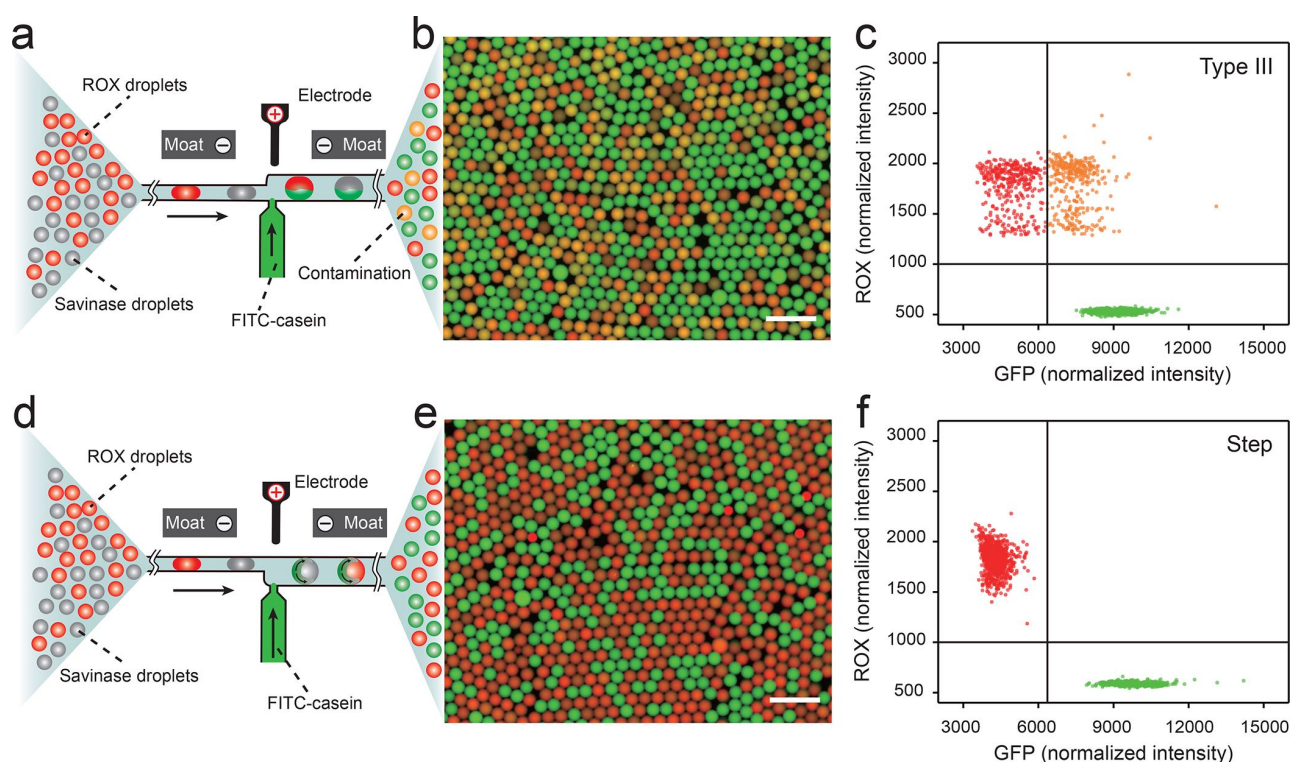 a
ROX droplets
Electrode
+
Moat −
− Moat
Contamination
Savinase droplets
FITC-casein
b
c
Type III
ROX (normalized intensity)
3000
2500
2000
1500
1000
500
3000 6000 9000 12000 15000
GFP (normalized intensity)
d
ROX droplets
Electrode
+
Moat −
− Moat
Savinase droplets
FITC-casein
e
f
Step
ROX (normalized intensity)
3000
2500
2000
1500
1000
500
3000 6000 9000 12000 15000
GFP (normalized intensity)